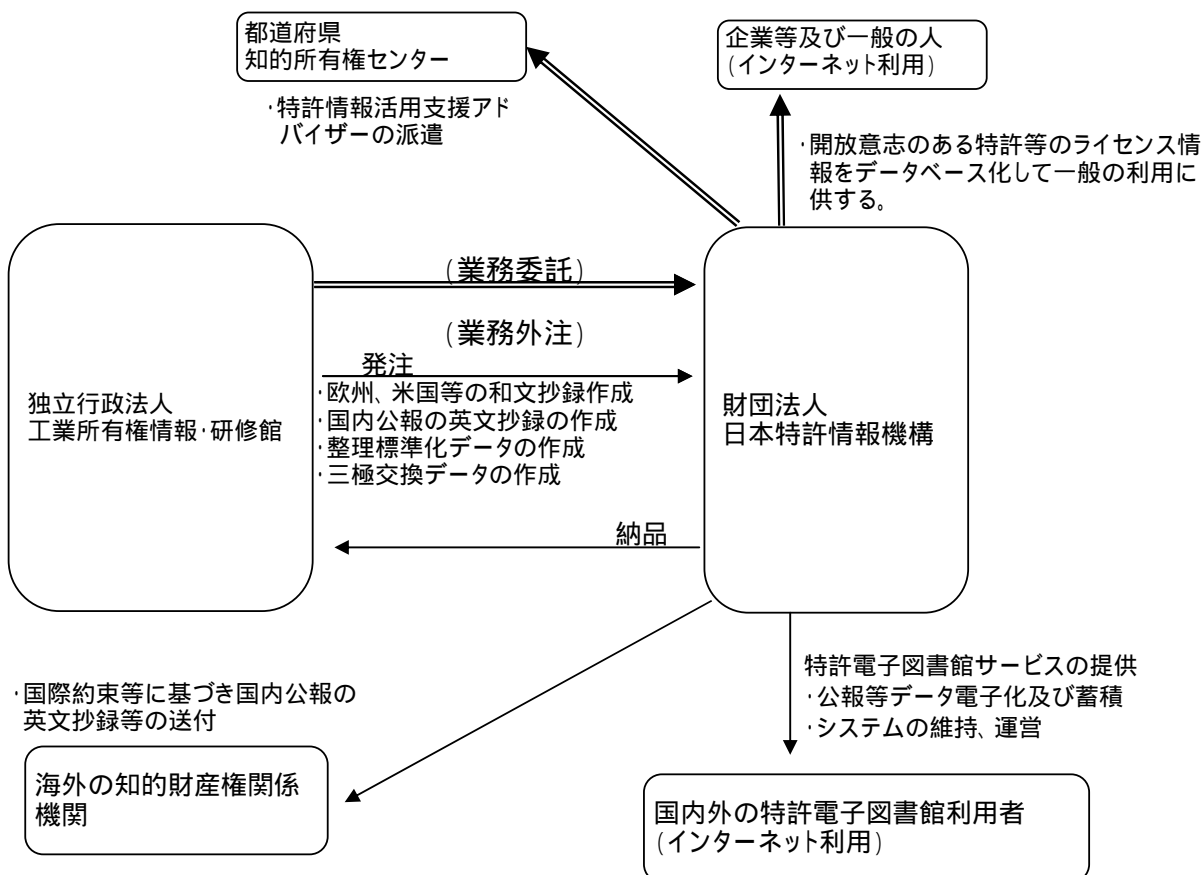 都道府県
知的所有権センター
企業等及び一般の人
(インターネット利用)
・特許情報活用支援アド
バイザーの派遣
・開放意志のある特許等のライセンス情
報をデータベース化して一般の利用に
供する。
(業務委託)
(業務外注)
発注
・欧州、米国等の和文抄録作成
・国内公報の英文抄録の作成
・整理標準化データの作成
・三極交換データの作成
独立行政法人
工業所有権情報・研修館
財団法人
日本特許情報機構
納品
・国際約束等に基づき国内公報の
英文抄録等の送付
特許電子図書館サービスの提供
・公報等データ電子化及び蓄積
・システムの維持、運営
海外の知的財産権関係
機関
国内外の特許電子図書館利用者
(インターネット利用)